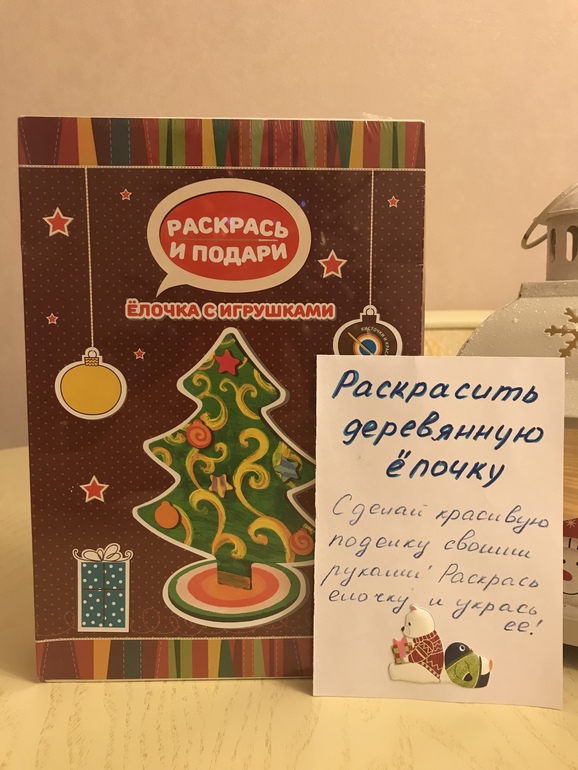 РАСКРАСЬ
И ПОДАРИ
ЁЛОЧКА С ИГРУШКАМИ
Раскрасить
деревянную
ёлочку
Сделай красивую
поделку своими
руками! Раскрась
елочку и укрась
ее!